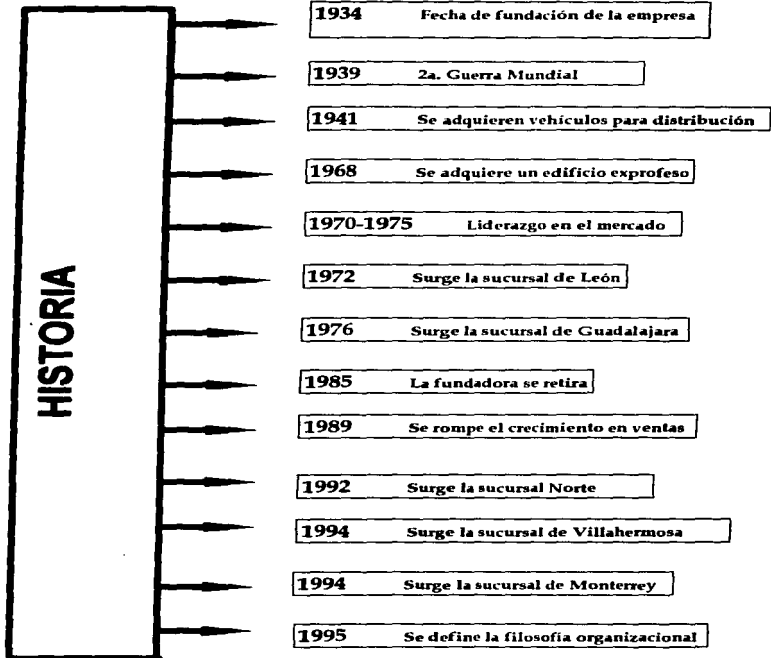 HISTORIA
1934 Fecha de fundación de la empresa
1939 2a. Guerra Mundial
1941 Se adquieren vehículos para distribución
1968 Se adquiere un edificio exprofeso
1970-1975 Liderazgo en el mercado
1972 Surge la sucursal de León
1976 Surge la sucursal de Guadalajara
1985 La fundadora se retira
1989 Se rompe el crecimiento en ventas
1992 Surge la sucursal Norte
1994 Surge la sucursal de Villahermosa
1994 Surge la sucursal de Monterrey
1995 Se define la filosofía organizacional